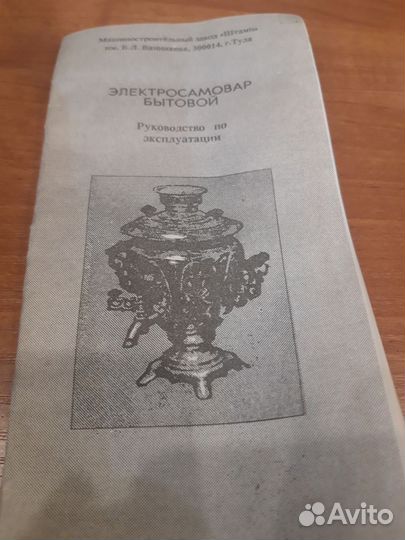 Машиностроительный завод «Штамп»
им. Б.Л. Ванникова, 300014, г.Тула
ЭЛЕКТРОСАМОВАР
БЫТОВОЙ
Руководство по
эксплуатации
Avito